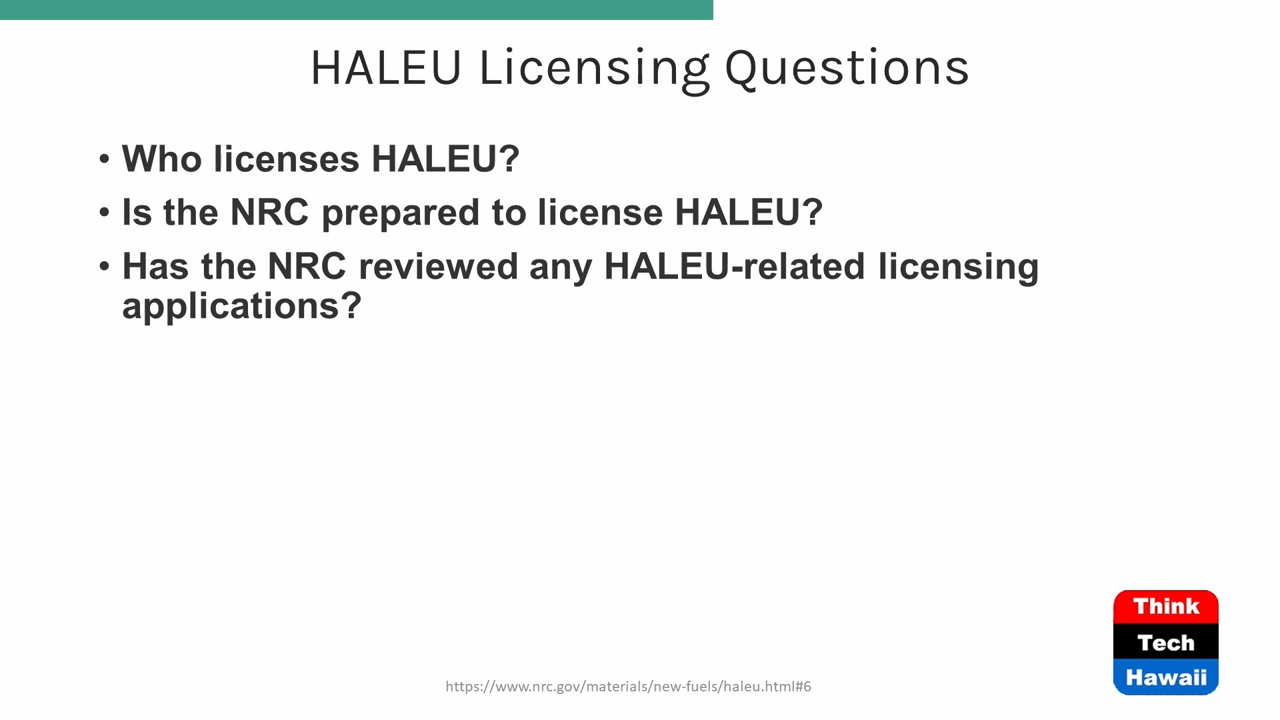 HALEU Licensing Questions
• Who licenses HALEU?
• Is the NRC prepared to license HALEU?
• Has the NRC reviewed any HALEU-related licensing
applications?
https://www.nrc.gov/materials/new-fuels/haleu.html#6
Think
Tech
Hawaii